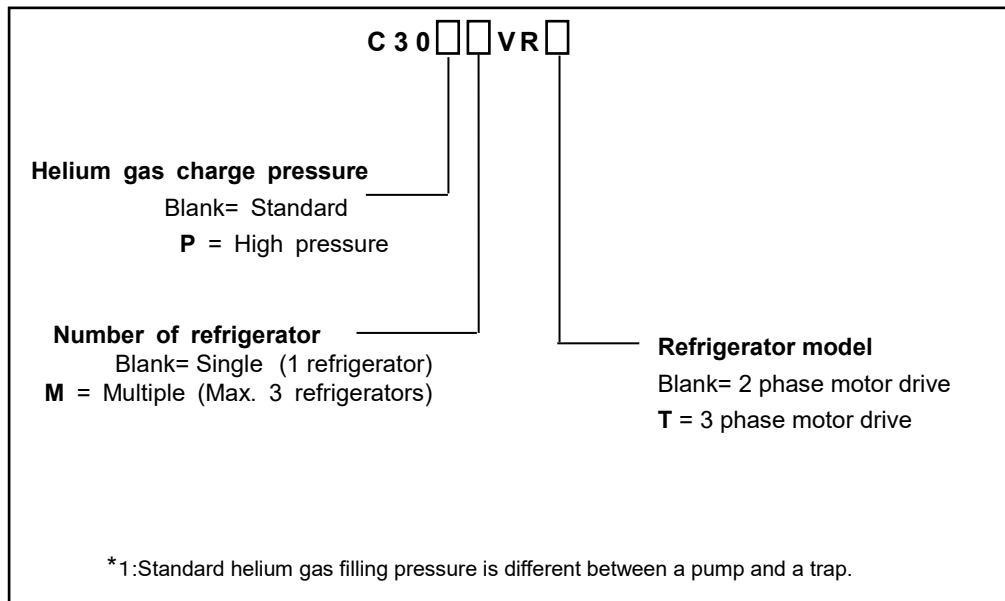 C30□□VR□
Helium gas charge pressure
Blank= Standard
P = High pressure
Number of refrigerator
Blank= Single (1 refrigerator)
M = Multiple (Max. 3 refrigerators)
Refrigerator model
Blank= 2 phase motor drive
T = 3 phase motor drive
*1:Standard helium gas filling pressure is different between a pump and a trap.